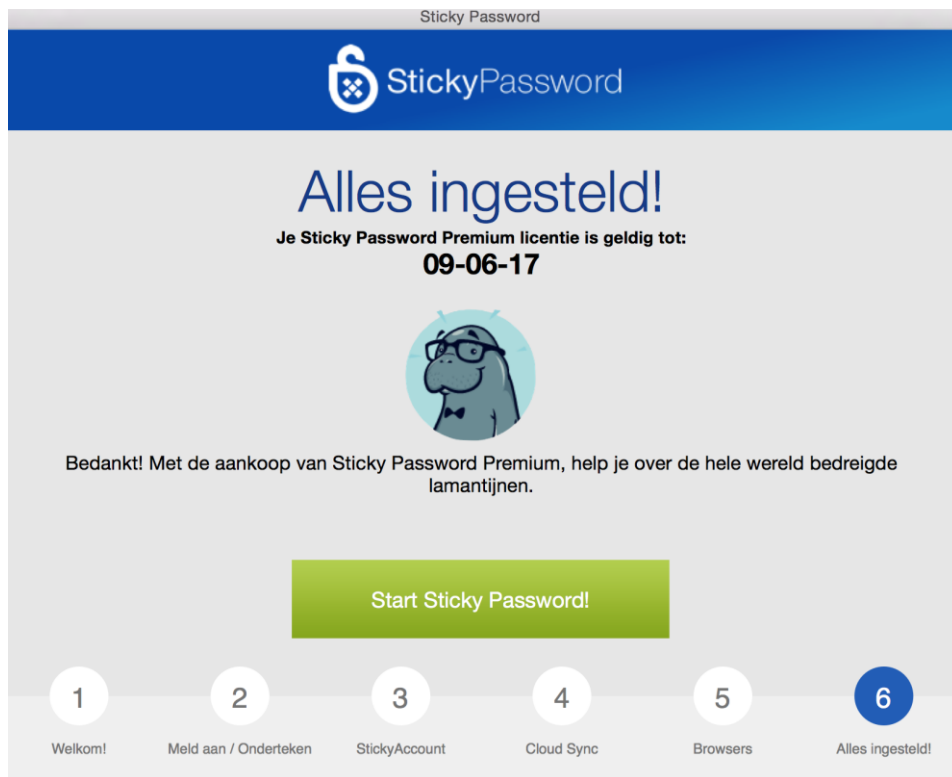 Sticky Password
StickyPassword
Alles ingesteld!
Je Sticky Password Premium licentie is geldig tot:
09-06-17
Bedankt! Met de aankoop van Sticky Password Premium, help je over de hele wereld bedreigde
lamantijnen.
Start Sticky Password!
1 2 3 4 5 6
Welkom! Meld aan / Onderteken StickyAccount Cloud Sync Browsers Alles ingesteld!